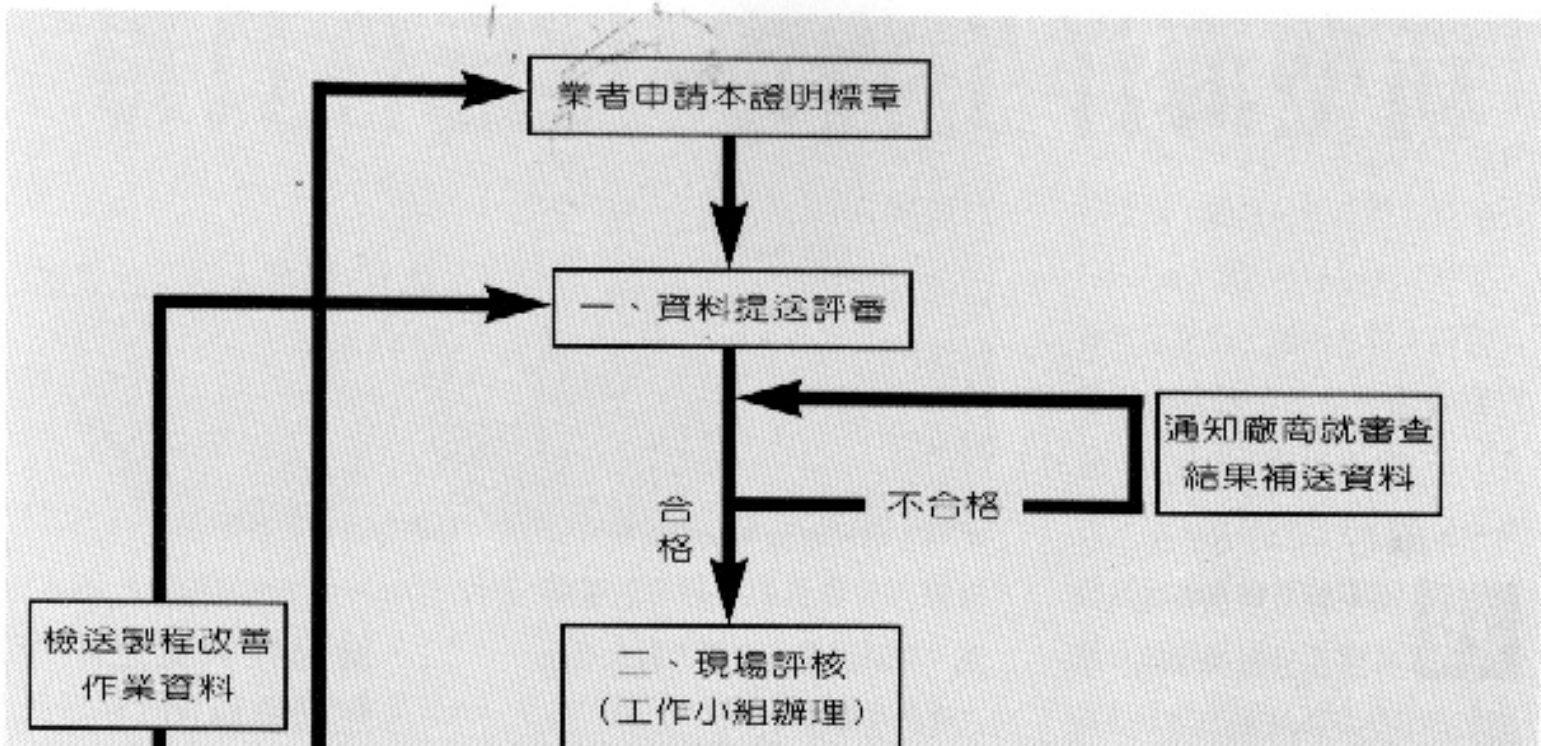 業者申請本證明標章
一、資料提送評審
通知廠商就審查
結果補送資料
不合格
合格
檢送製程改善
作業資料
二、現場評核
（工作小組辦理）